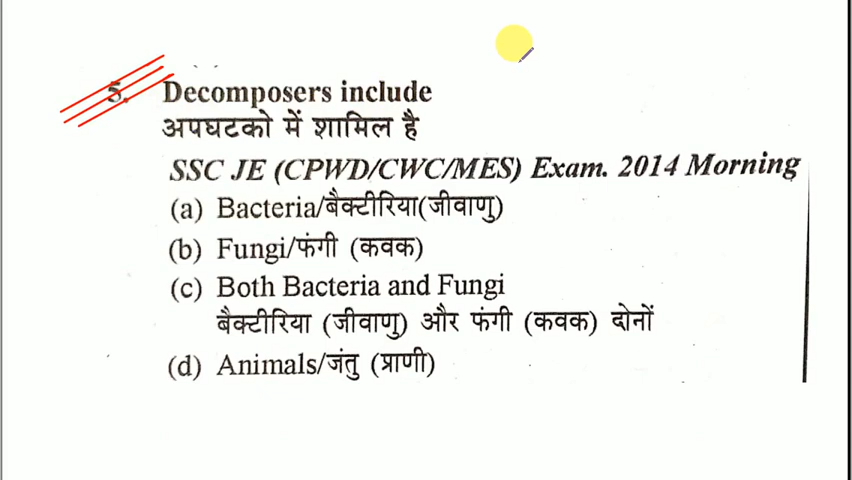 5. Decomposers include
अपघटको में शामिल है
SSC JE (CPWD/CWC/MES) Exam. 2014 Morning
(a) Bacteria/बैक्टीरिया(जीवाणु)
(b) Fungi/फंगी (कवक)
(c) Both Bacteria and Fungi
बैक्टीरिया (जीवाणु) और फंगी (कवक) दोनों
(d) Animals/जंतु (प्राणी)